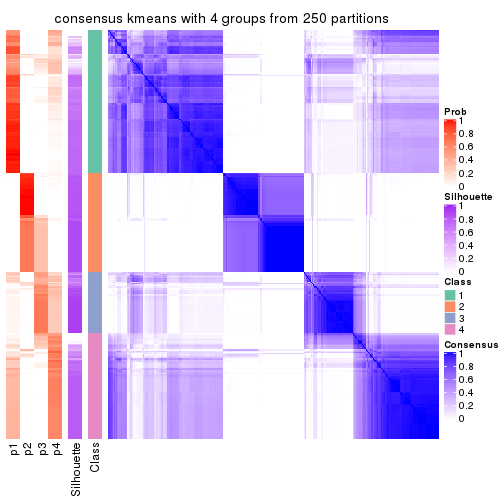 consensus kmeans with 4 groups from 250 partitions
Prob
1
0.8
0.6
0.4
0.2
0
Silhouette
1
0.8
0.6
0.4
0.2
0
Class
1
2
3
4
Consensus
1
0.8
0.6
0.4
0.2
0
p1
p2
p3
p4
Silhouette
Class